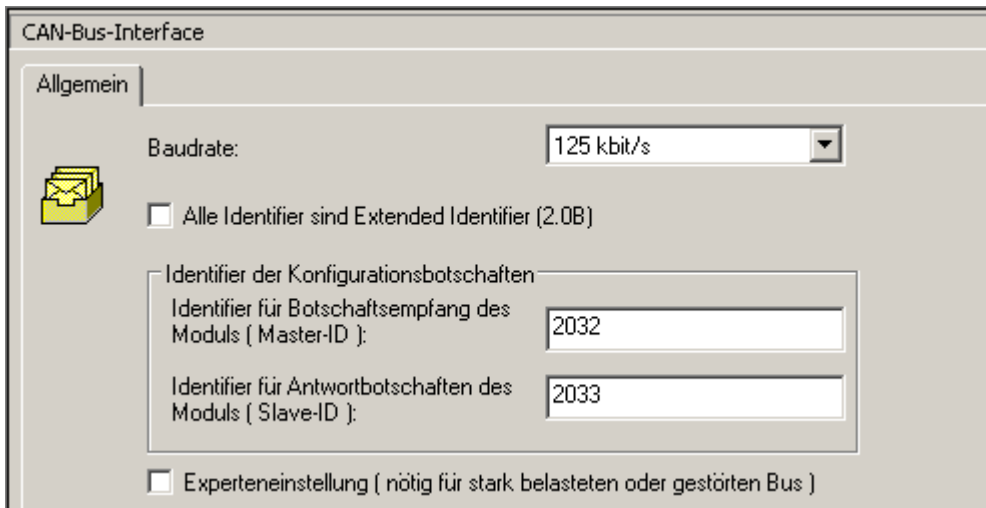 CAN-Bus-Interface
Allgemein
Baudrate:
125 kbit/s
Alle Identifier sind Extended Identifier (2.0B)
Identifier der Konfigurationsbotschaften
Identifier für Botschaftsempfang des
Moduls ( Master-ID ):
2032
Identifier für Antwortbotschaften des
Moduls ( Slave-ID ):
2033
Experteneinstellung ( nötig für stark belasteten oder gestörten Bus )